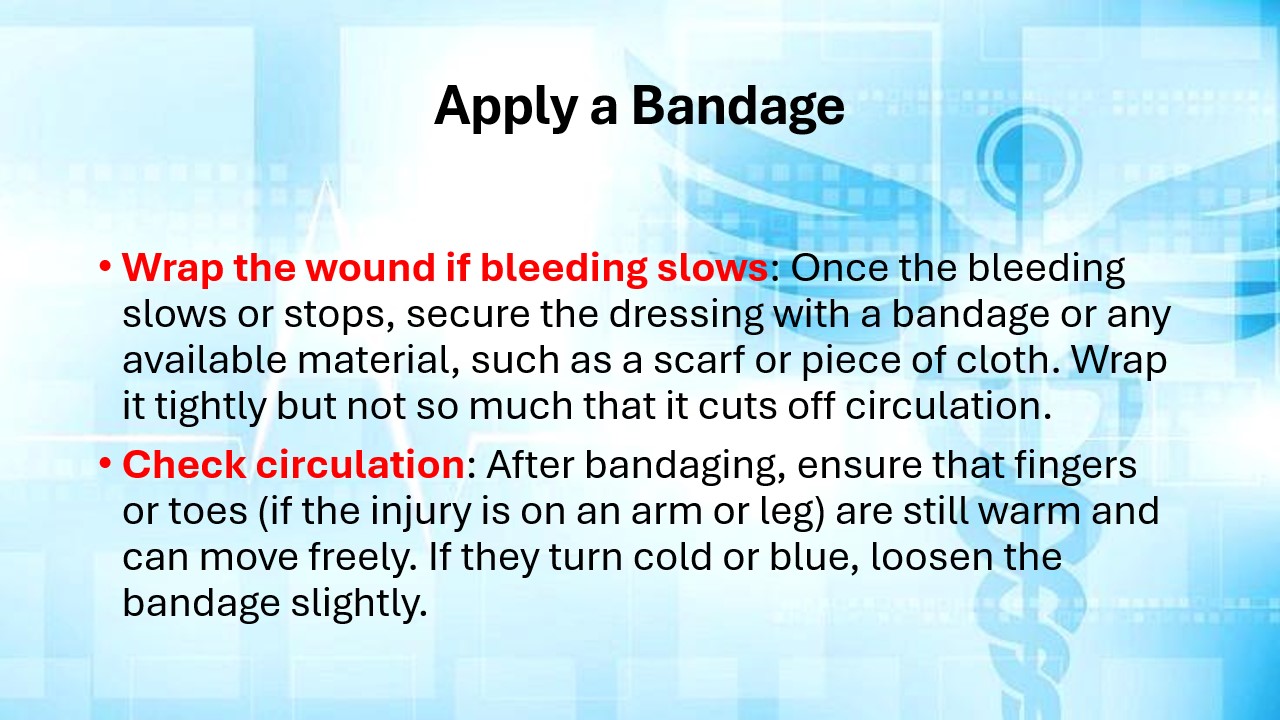 Apply a Bandage
• Wrap the wound if bleeding slows: Once the bleeding
slows or stops, secure the dressing with a bandage or any
available material, such as a scarf or piece of cloth. Wrap
it tightly but not so much that it cuts off circulation.
• Check circulation: After bandaging, ensure that fingers
or toes (if the injury is on an arm or leg) are still warm and
can move freely. If they turn cold or blue, loosen the
bandage slightly.